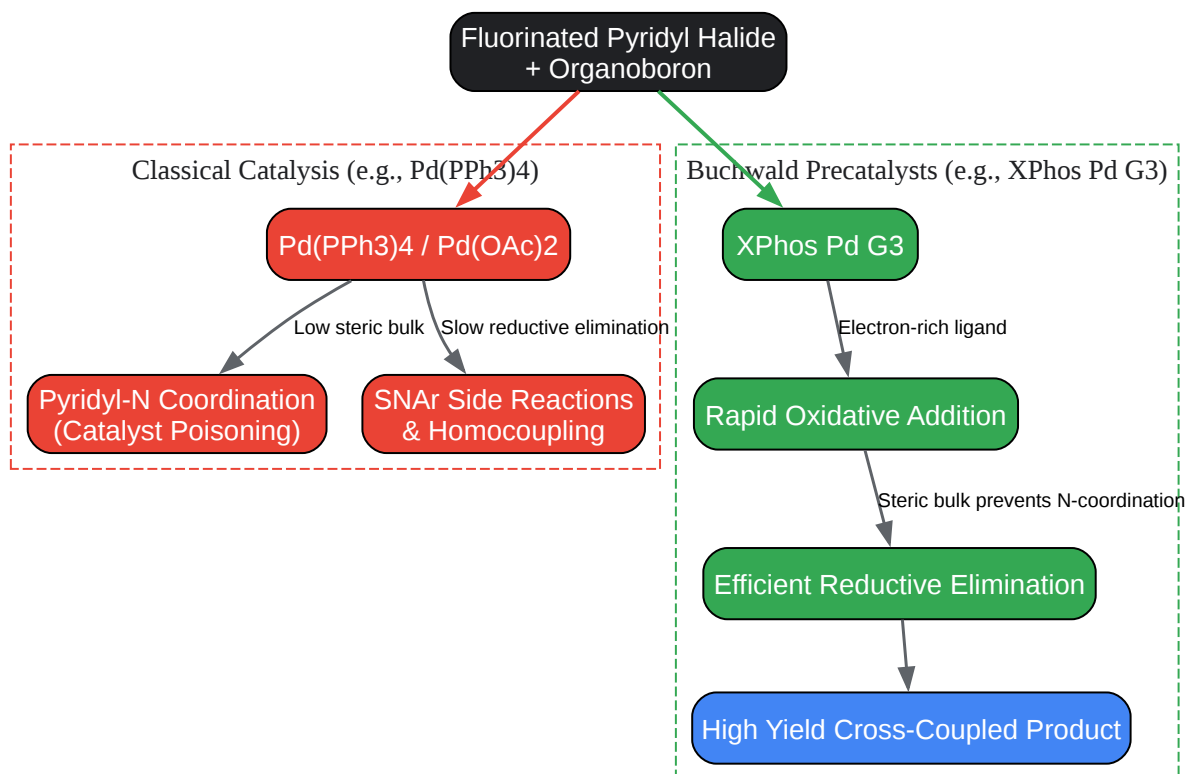 Fluorinated Pyridyl Halide
+ Organoboron
Classical Catalysis (e.g., Pd(PPh3)4)
Pd(PPh3)4 / Pd(OAc)2
Low steric bulk
Slow reductive elimination
Pyridyl-N Coordination
(Catalyst Poisoning)
SNAr Side Reactions
& Homocoupling
Buchwald Precatalysts (e.g., XPhos Pd G3)
XPhos Pd G3
Electron-rich ligand
Rapid Oxidative Addition
Steric bulk prevents N-coordination
Efficient Reductive Elimination
High Yield Cross-Coupled Product